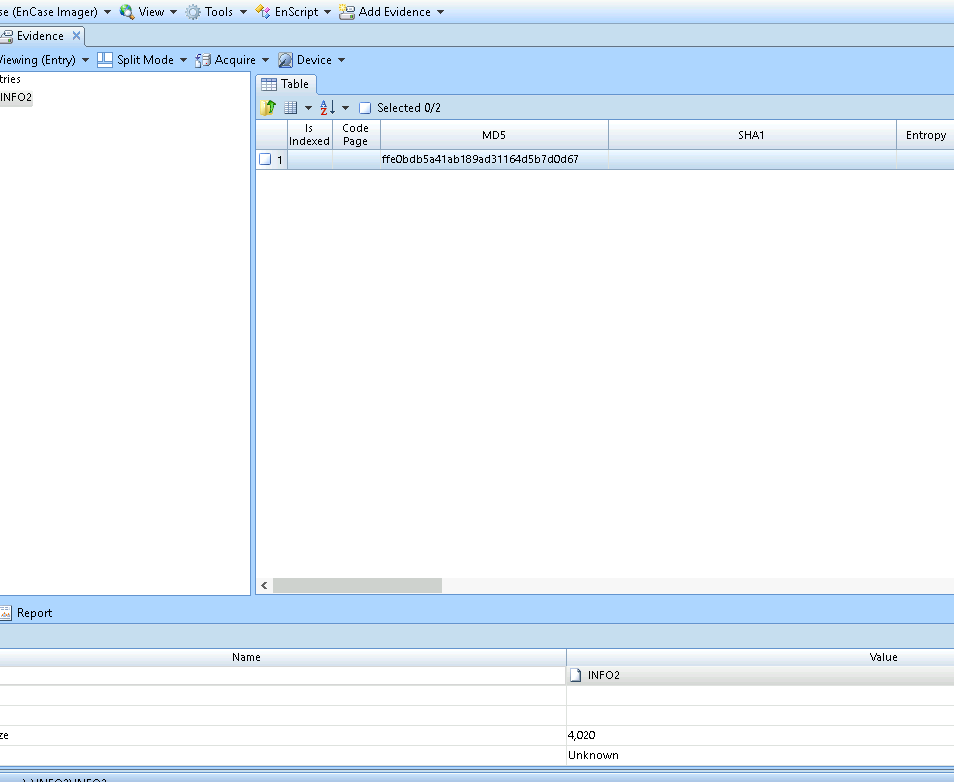 se (EnCase Imager) View Tools EnScript Add Evidence
Evidence
Viewing (Entry) Split Mode Acquire Device
tries
INFO2
Table
Selected 0/2
Is Indexed Code Page MD5 SHA1 Entropy
1 ffe0bdb5a41ab189ad31164d5b7d0d67
Report
Name Value
INFO2
ze 4,020
Unknown